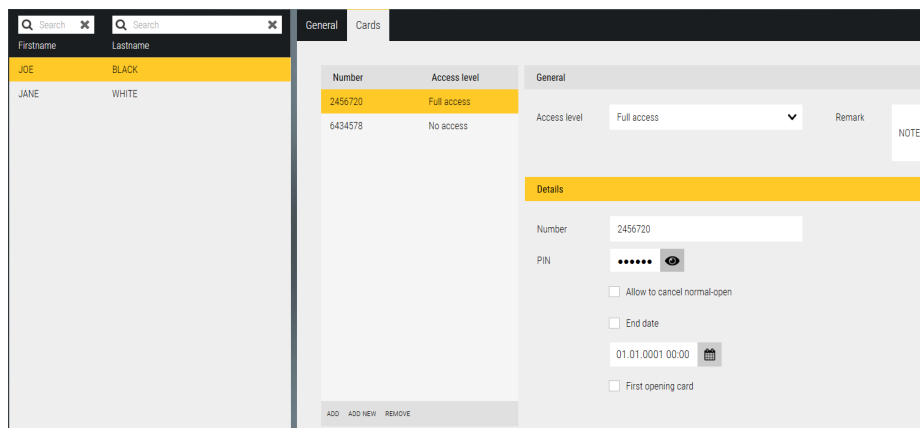 Search Search
Firstname Lastname
JOE BLACK
JANE WHITE
General Cards
Number Access level
2456720 Full access
6434578 No access
ADD ADD NEW REMOVE
General
Access level Full access Remark NOTE
Details
Number 2456720
PIN ••••••
Allow to cancel normal-open
End date
01.01.0001 00:00
First opening card